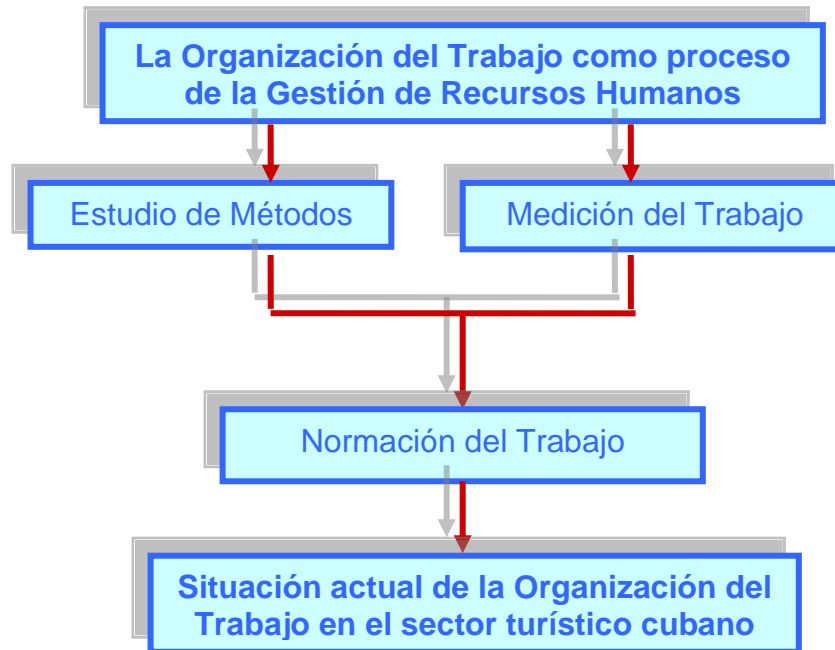 La Organización del Trabajo como proceso
de la Gestión de Recursos Humanos
Estudio de Métodos
Medición del Trabajo
Normación del Trabajo
Situación actual de la Organización del
Trabajo en el sector turístico cubano